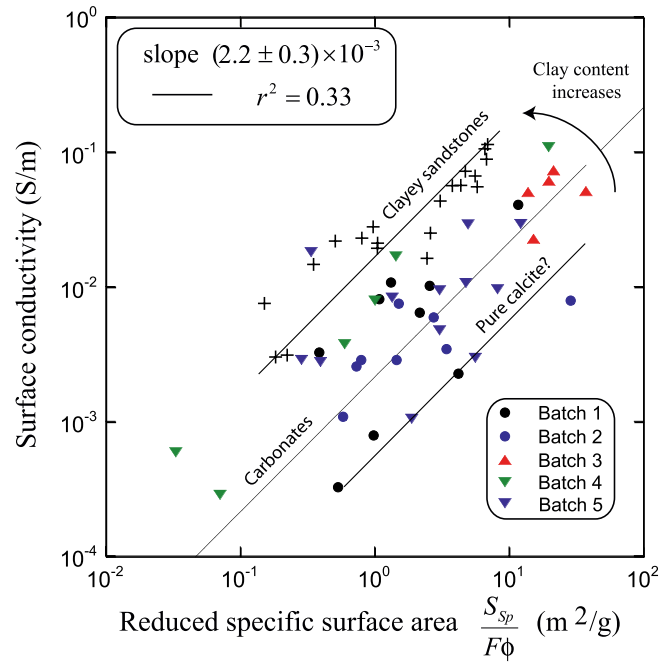 10⁰
10⁻¹
10⁻²
10⁻³
10⁻⁴
Surface conductivity (S/m)
slope (2.2 ± 0.3)×10⁻³
r² = 0.33
Clay content
increases
Clayey sandstones
Pure calcite?
Carbonates
Batch 1
Batch 2
Batch 3
Batch 4
Batch 5
10⁻² 10⁻¹ 10⁰ 10¹ 10²
Reduced specific surface area S_Sp/Fϕ (m²/g)